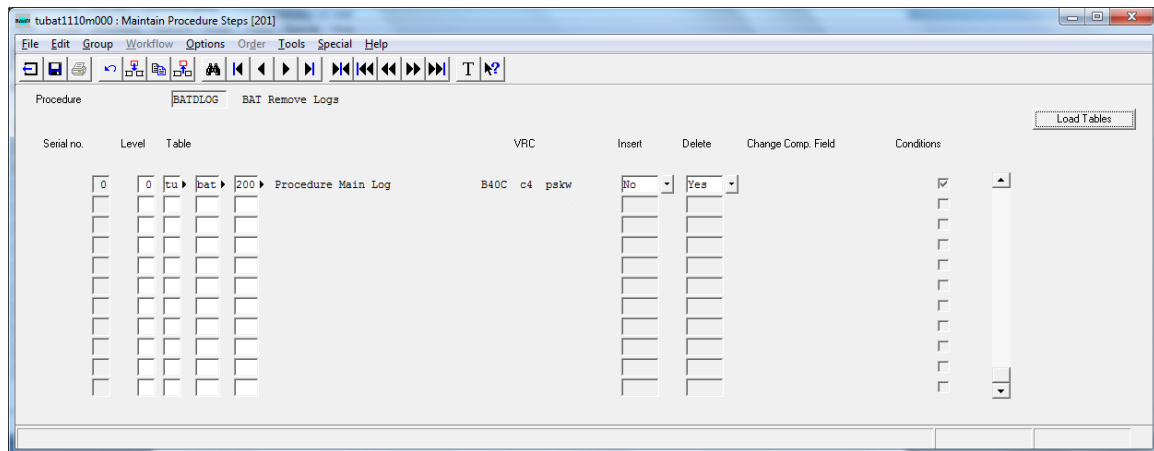 tubat1110m000 : Maintain Procedure Steps [201]
File Edit Group Workflow Options Order Tools Special Help
T
Procedure BATDLOG BAT Remove Logs
Load Tables
Serial no. Level Table VRC Insert Delete Change Comp. Field Conditions
0 0 tu bat 200 Procedure Main Log B40C c4 pskw No Yes